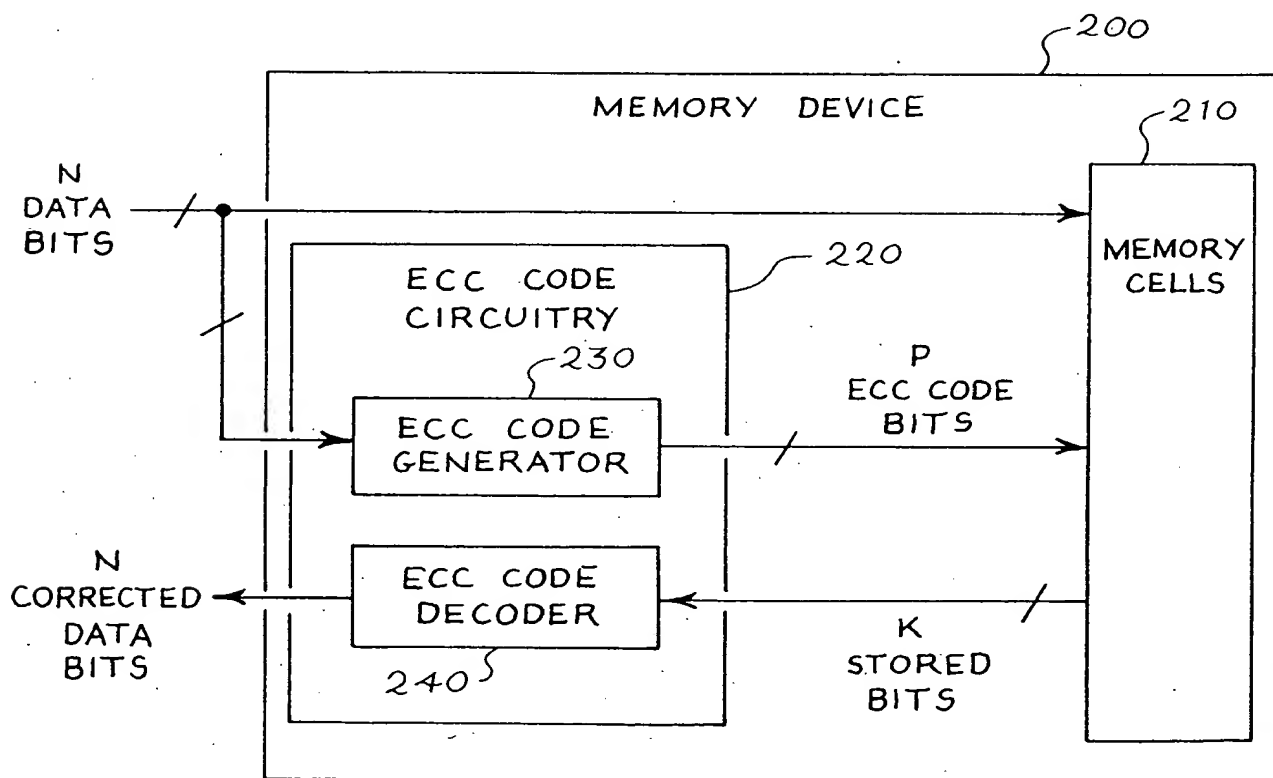 200
MEMORY DEVICE
210
N
DATA
BITS
MEMORY
CELLS
220
ECC CODE
CIRCUITRY
230
P
ECC CODE
BITS
ECC CODE
GENERATOR
N
CORRECTED
DATA
BITS
ECC CODE
DECODER
240
K
STORED
BITS